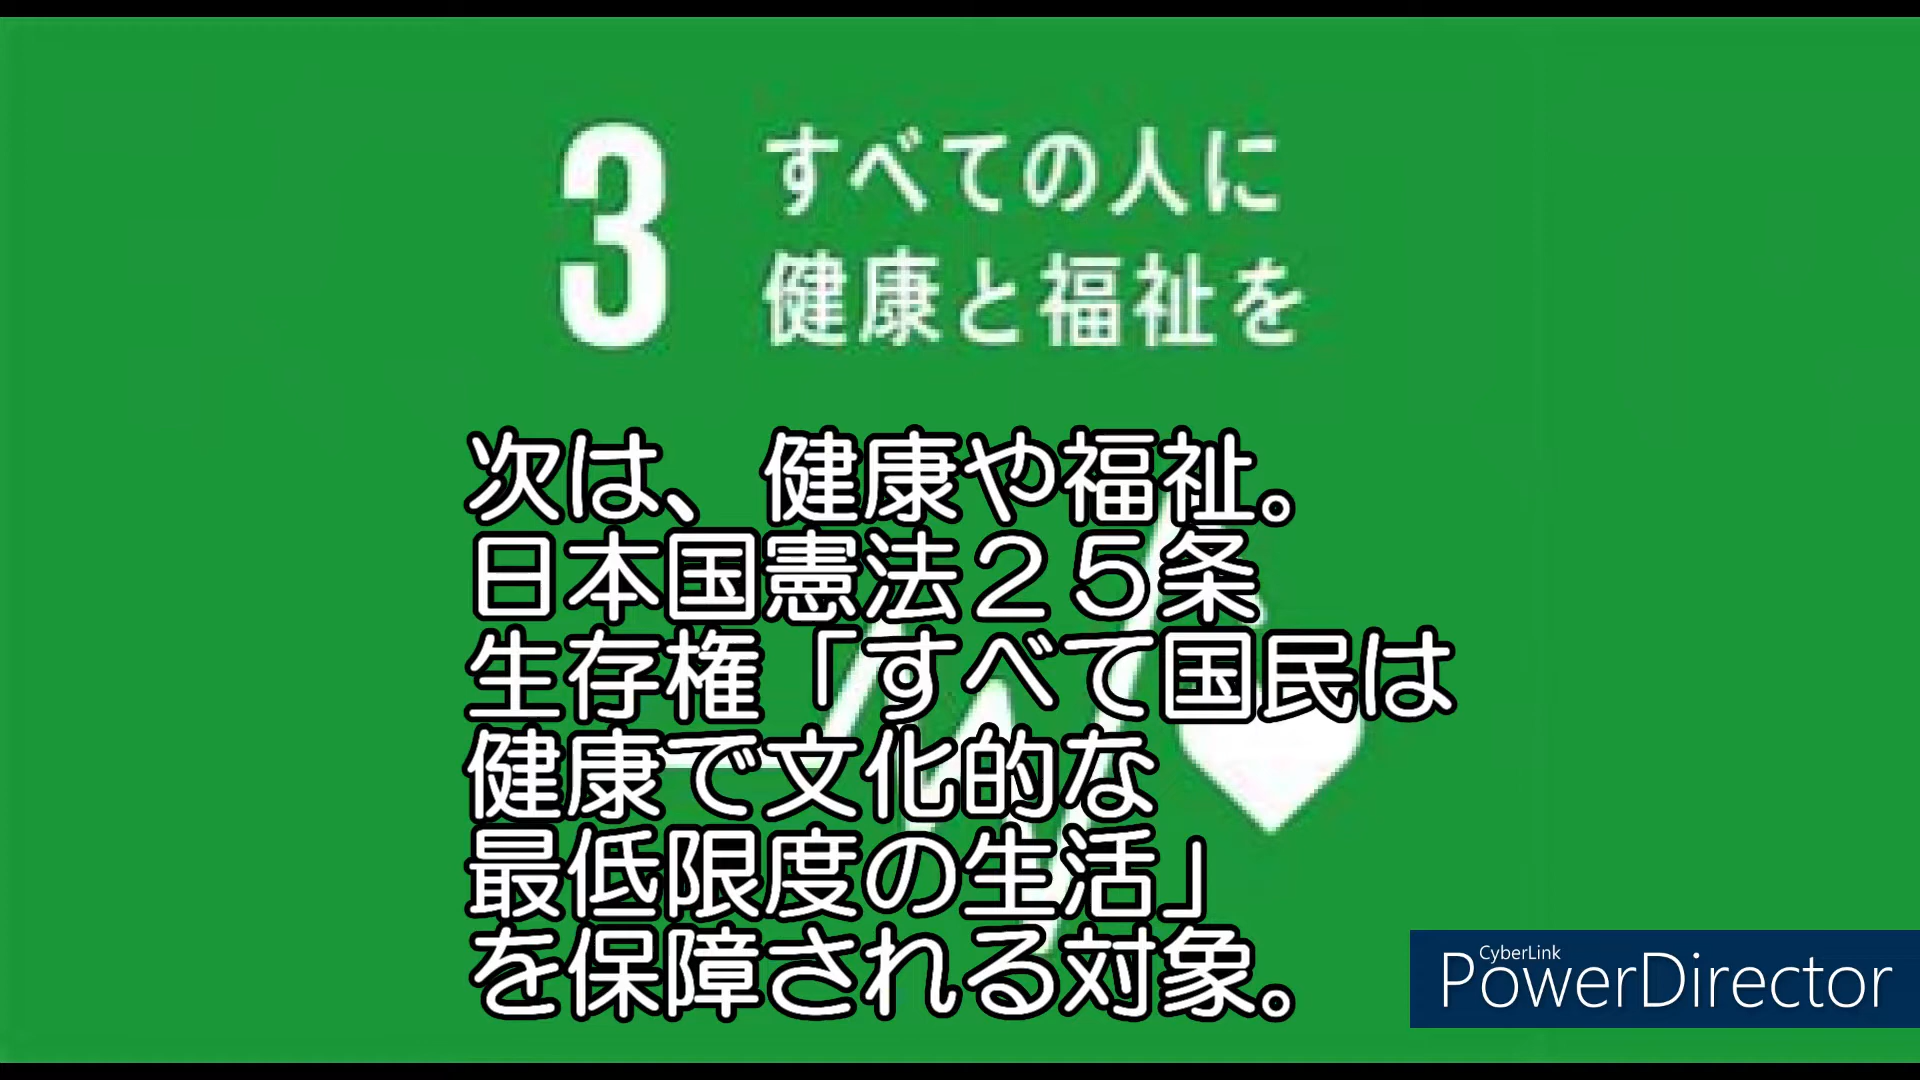 3
すべての人に
健康と福祉を
次は、健康や福祉。
日本国憲法２５条
生存権「すべて国民は
健康で文化的な
最低限度の生活」
を保障される対象。
CyberLink
PowerDirector